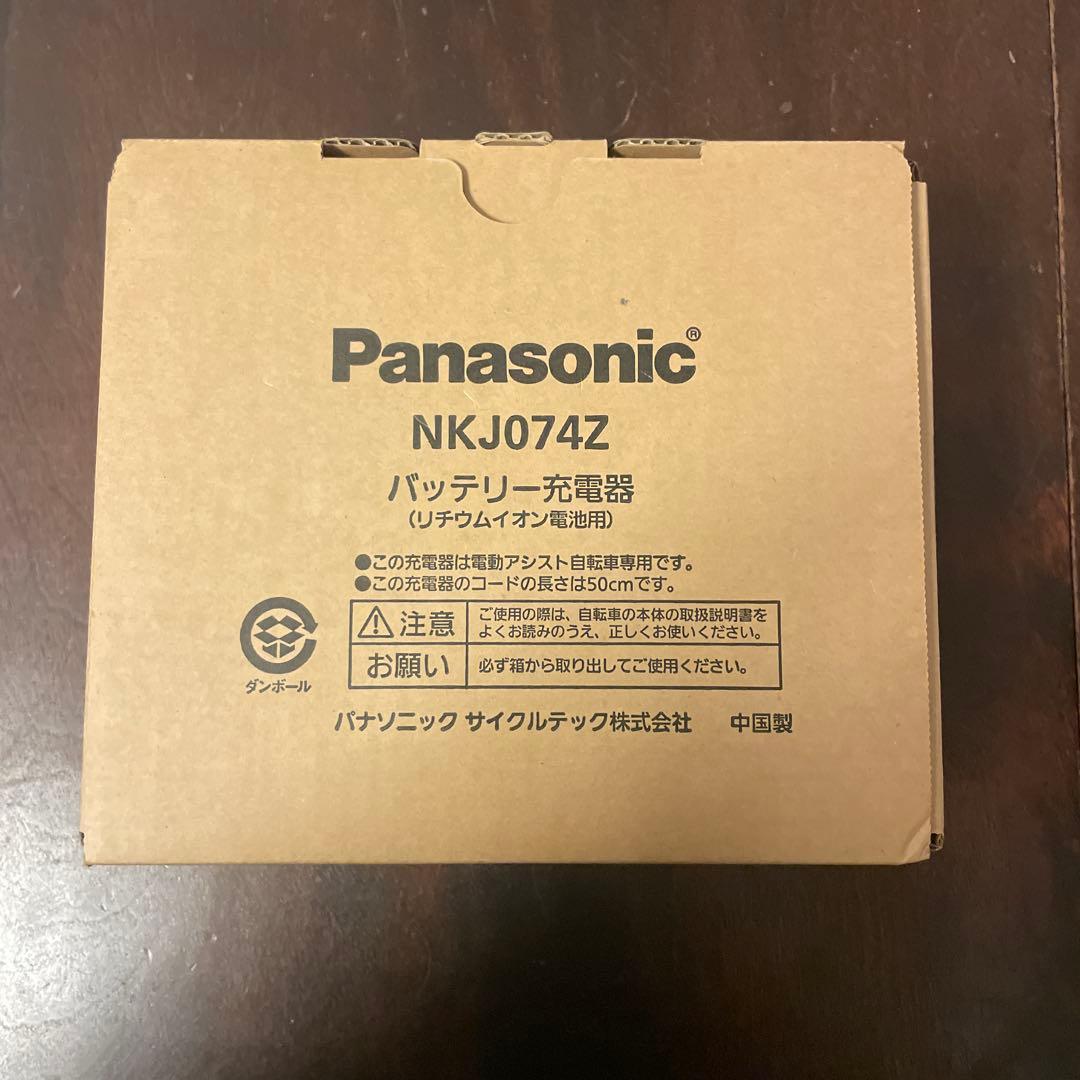 Panasonic®
NKJ074Z
バッテリー充電器
(リチウムイオン電池用)
●この充電器は電動アシスト自転車専用です。
●この充電器のコードの長さは50cmです。
注意 ご使用の際は、自転車の本体の取扱説明書を
よくお読みのうえ、正しくお使いください。
お願い 必ず箱から取り出してご使用ください。
ダンボール
パナソニック サイクルテック株式会社 中国製